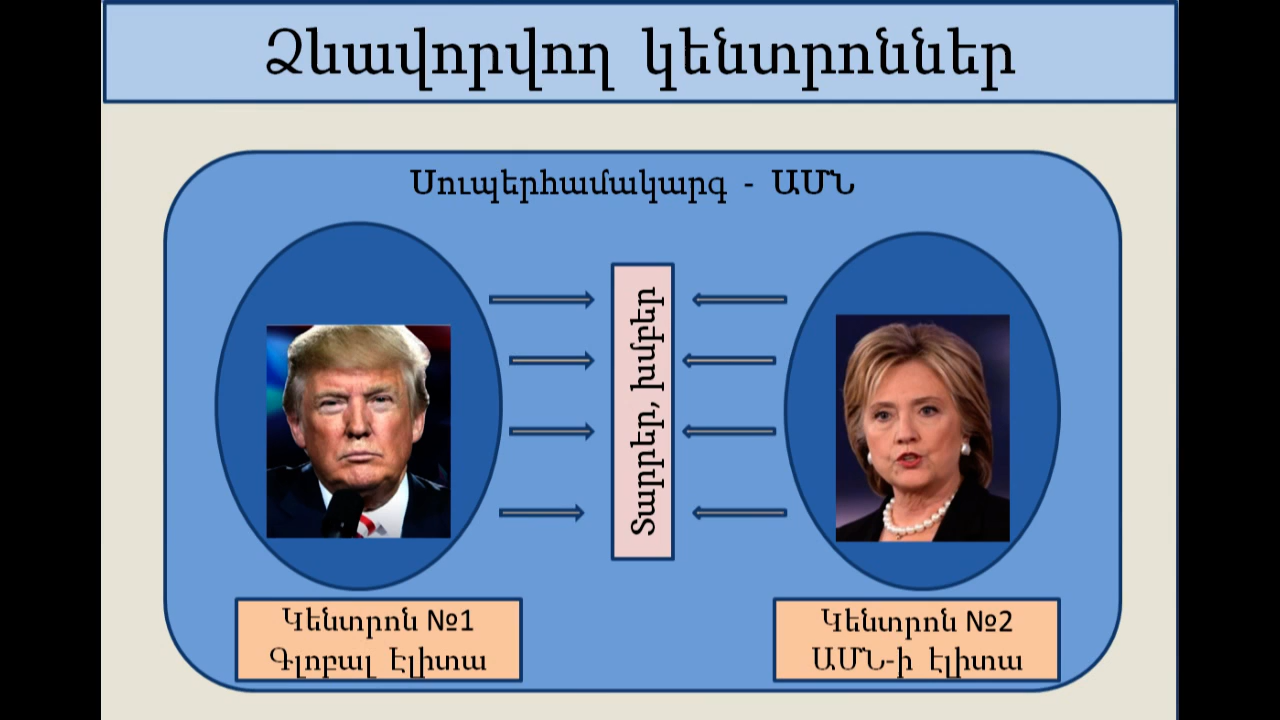 Ձևավորվող կենտրոններ
Սուպերհամակարգ - ԱՄՆ
Տարրեր, խմբեր
Կենտրոն №1
Գլոբալ էլիտա
Կենտրոն №2
ԱՄՆ-ի էլիտա